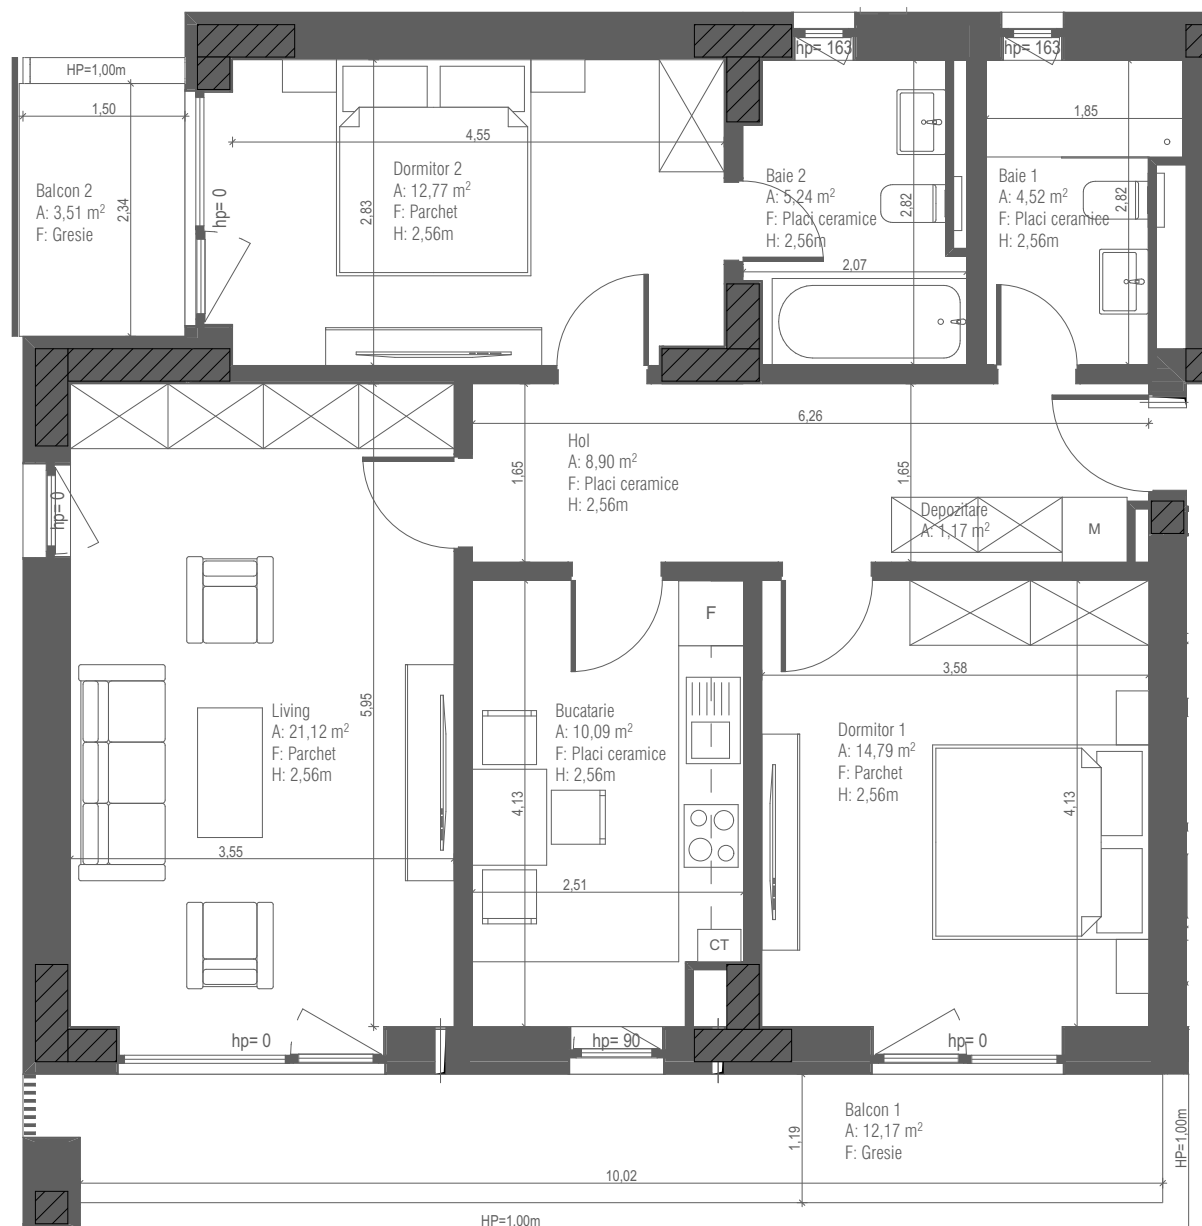 hp= 163
hp= 163
HP=1,00m
1,50
Balcon 2
A: 3,51 m²
F: Gresie
2,34
hp= 0
4,55
Dormitor 2
A: 12,77 m²
F: Parchet
H: 2,56m
2,83
Baie 2
A: 5,24 m²
F: Placi ceramice
H: 2,56m
2,82
2,07
1,85
Baie 1
A: 4,52 m²
F: Placi ceramice
H: 2,56m
2,82
6,26
Hol
A: 8,90 m²
F: Placi ceramice
H: 2,56m
1,65
1,65
Depozitare
A: 1,17 m²
M
hp= 0
Living
A: 21,12 m²
F: Parchet
H: 2,56m
5,95
3,55
F
Bucatarie
A: 10,09 m²
F: Placi ceramice
H: 2,56m
4,13
2,51
CT
3,58
Dormitor 1
A: 14,79 m²
F: Parchet
H: 2,56m
4,13
hp= 0
hp= 90
hp= 0
Balcon 1
A: 12,17 m²
F: Gresie
1,19
10,02
HP=1,00m
HP=1,00m